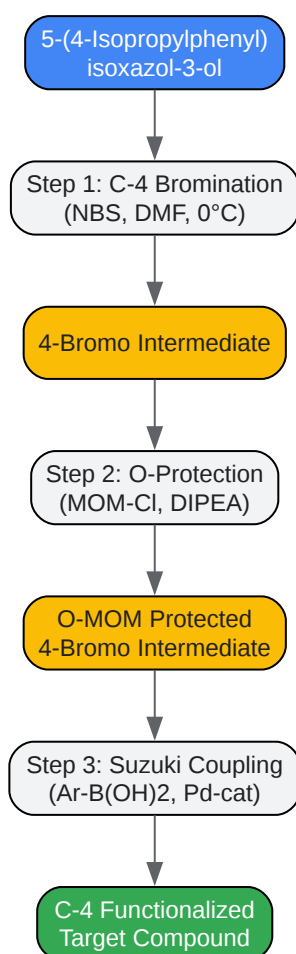 5-(4-Isopropylphenyl)
isoxazol-3-ol
Step 1: C-4 Bromination
(NBS, DMF, 0°C)
4-Bromo Intermediate
Step 2: O-Protection
(MOM-Cl, DIPEA)
O-MOM Protected
4-Bromo Intermediate
Step 3: Suzuki Coupling
(Ar-B(OH)2, Pd-cat)
C-4 Functionalized
Target Compound